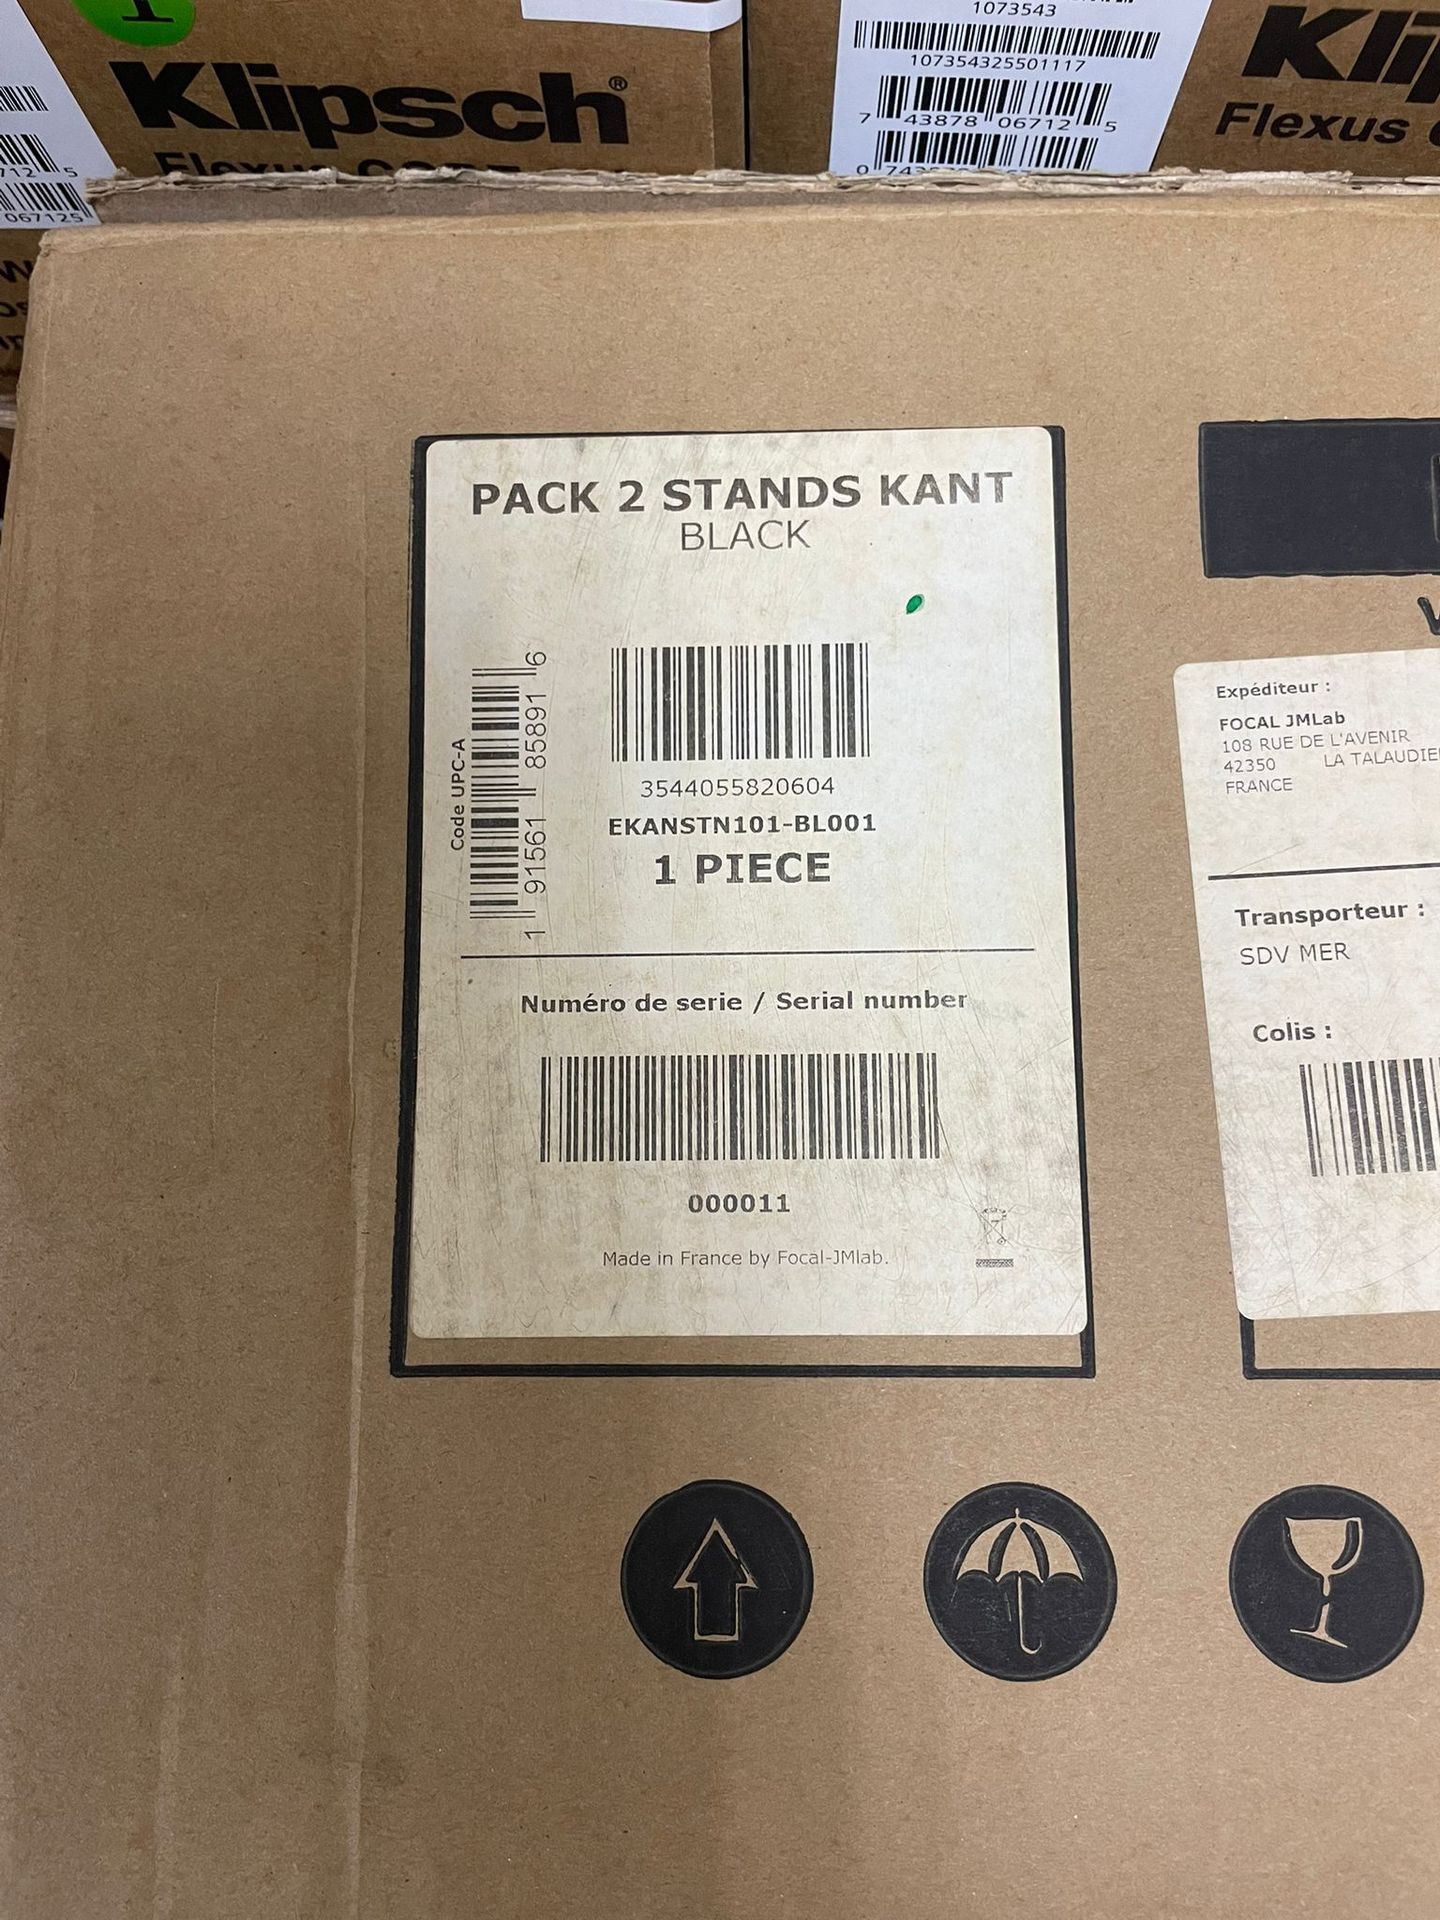 1
Klipsch®
1073543
107354325501117
7 43878 06712 5
Klip
Flexus
712 5
067125
PACK 2 STANDS KANT
BLACK
Code UPC-A
1 91561 85891 6
3544055820604
EKANSTN101-BL001
1 PIECE
Numéro de serie / Serial number
000011
Made in France by Focal-JMlab.
Expéditeur :
FOCAL JMLab
108 RUE DE L'AVENIR
42350 LA TALAUDIE
FRANCE
Transporteur :
SDV MER
Colis :